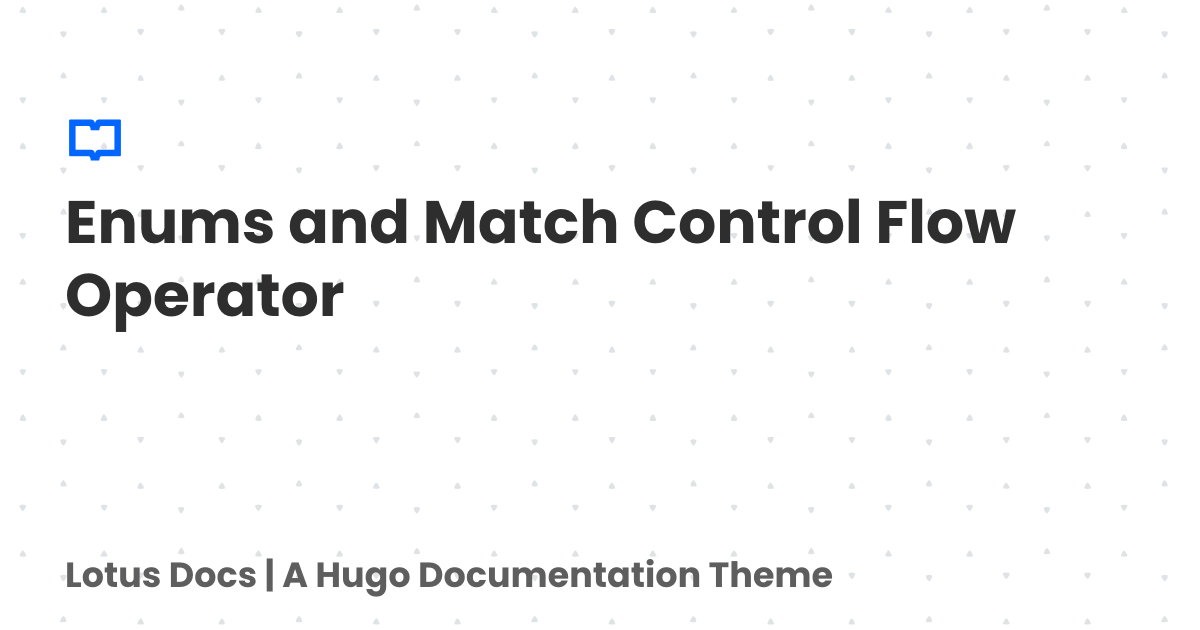 Enums and Match Control Flow
Operator
Lotus Docs | A Hugo Documentation Theme